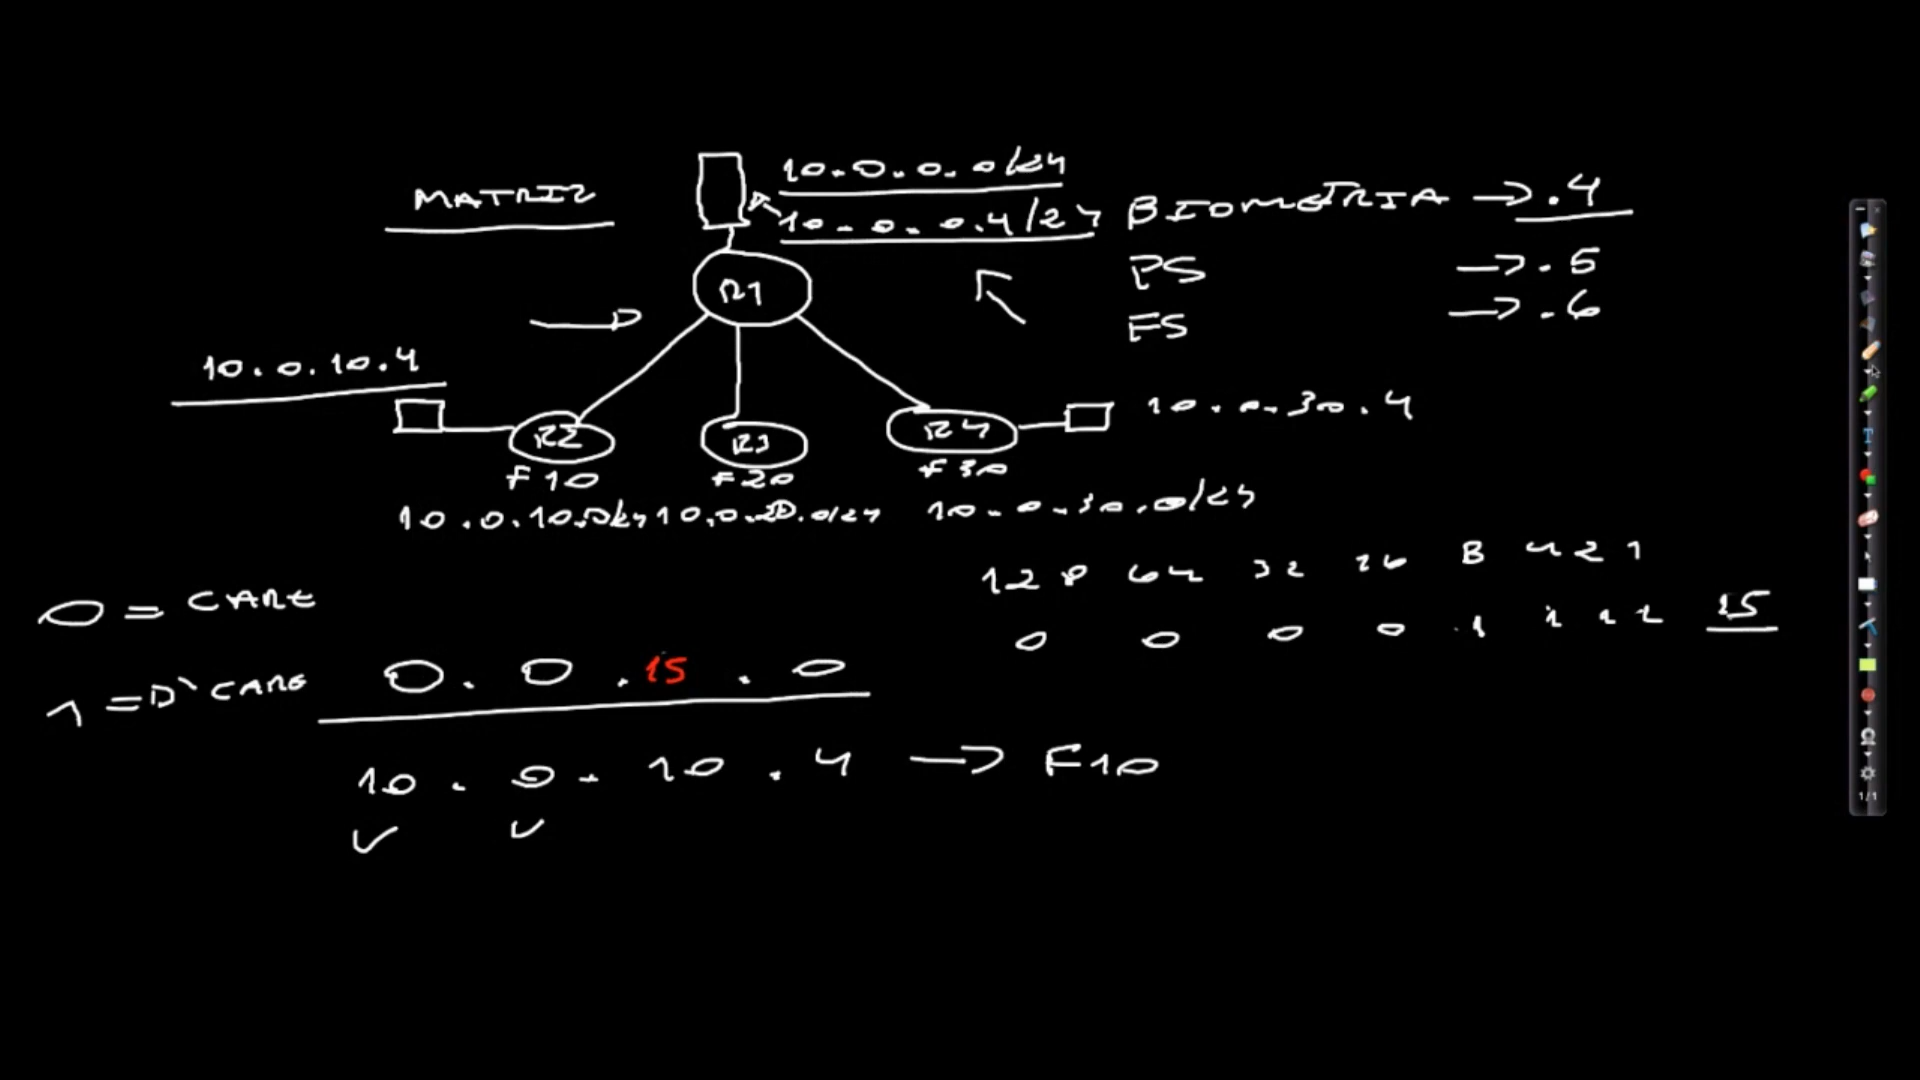 MATRIZ
10.0.0.0/24
10.0.0.4/24
BIOMETRIA → .4
PS → .5
FS → .6
R1
10.0.10.4
R2
R3
R4
10.0.30.4
F10
F20
F30
10.0.10.0/24
10.0.20.0/24
10.0.30.0/24
128 64 32 16 8 4 2 1
0 0 0 0 1 1 1 1 15
0 = CARE
1 = D' CARE
0.0.15.0
10.0.10.4 → F10
1/1